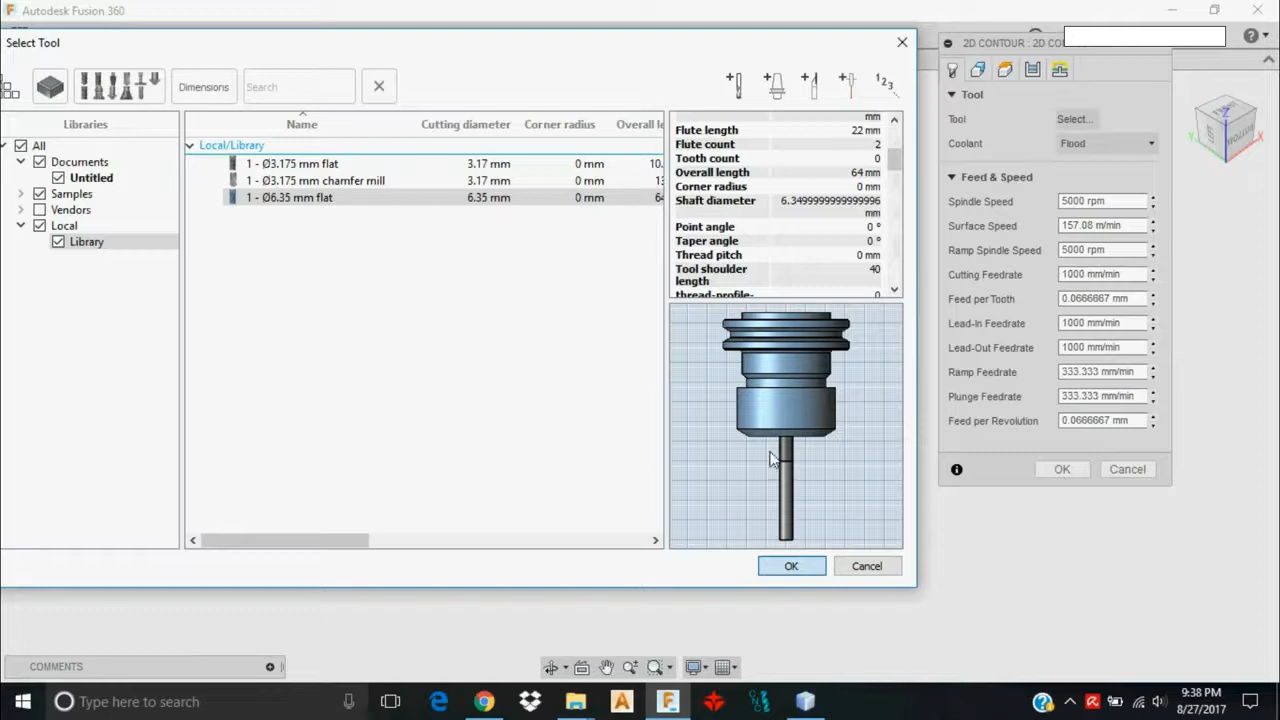 Autodesk Fusion 360
Select Tool
Dimensions
Search
Libraries
All
Documents
Untitled
Samples
Vendors
Local
Library
Name Cutting diameter Corner radius Overall le
Local/Library
1 - Ø3.175 mm flat 3.17 mm 0 mm 10.
1 - Ø3.175 mm chamfer mill 3.17 mm 0 mm 13
1 - Ø6.35 mm flat 6.35 mm 0 mm 64
mm
Flute length 22 mm
Flute count 2
Tooth count 0
Overall length 64 mm
Corner radius 0 mm
Shaft diameter 6.3499999999999996
mm
Point angle 0 °
Taper angle 0 °
Thread pitch 0 mm
Tool shoulder 40
length
thread-profile- 0
OK
Cancel
2D CONTOUR : 2D CO
Tool
Tool Select...
Coolant Flood
Feed & Speed
Spindle Speed 5000 rpm
Surface Speed 157.08 m/min
Ramp Spindle Speed 5000 rpm
Cutting Feedrate 1000 mm/min
Feed per Tooth 0.0666667 mm
Lead-In Feedrate 1000 mm/min
Lead-Out Feedrate 1000 mm/min
Ramp Feedrate 333.333 mm/min
Plunge Feedrate 333.333 mm/min
Feed per Revolution 0.0666667 mm
OK Cancel
Z
Y X
COMMENTS
Type here to search
9:38 PM
8/27/2017